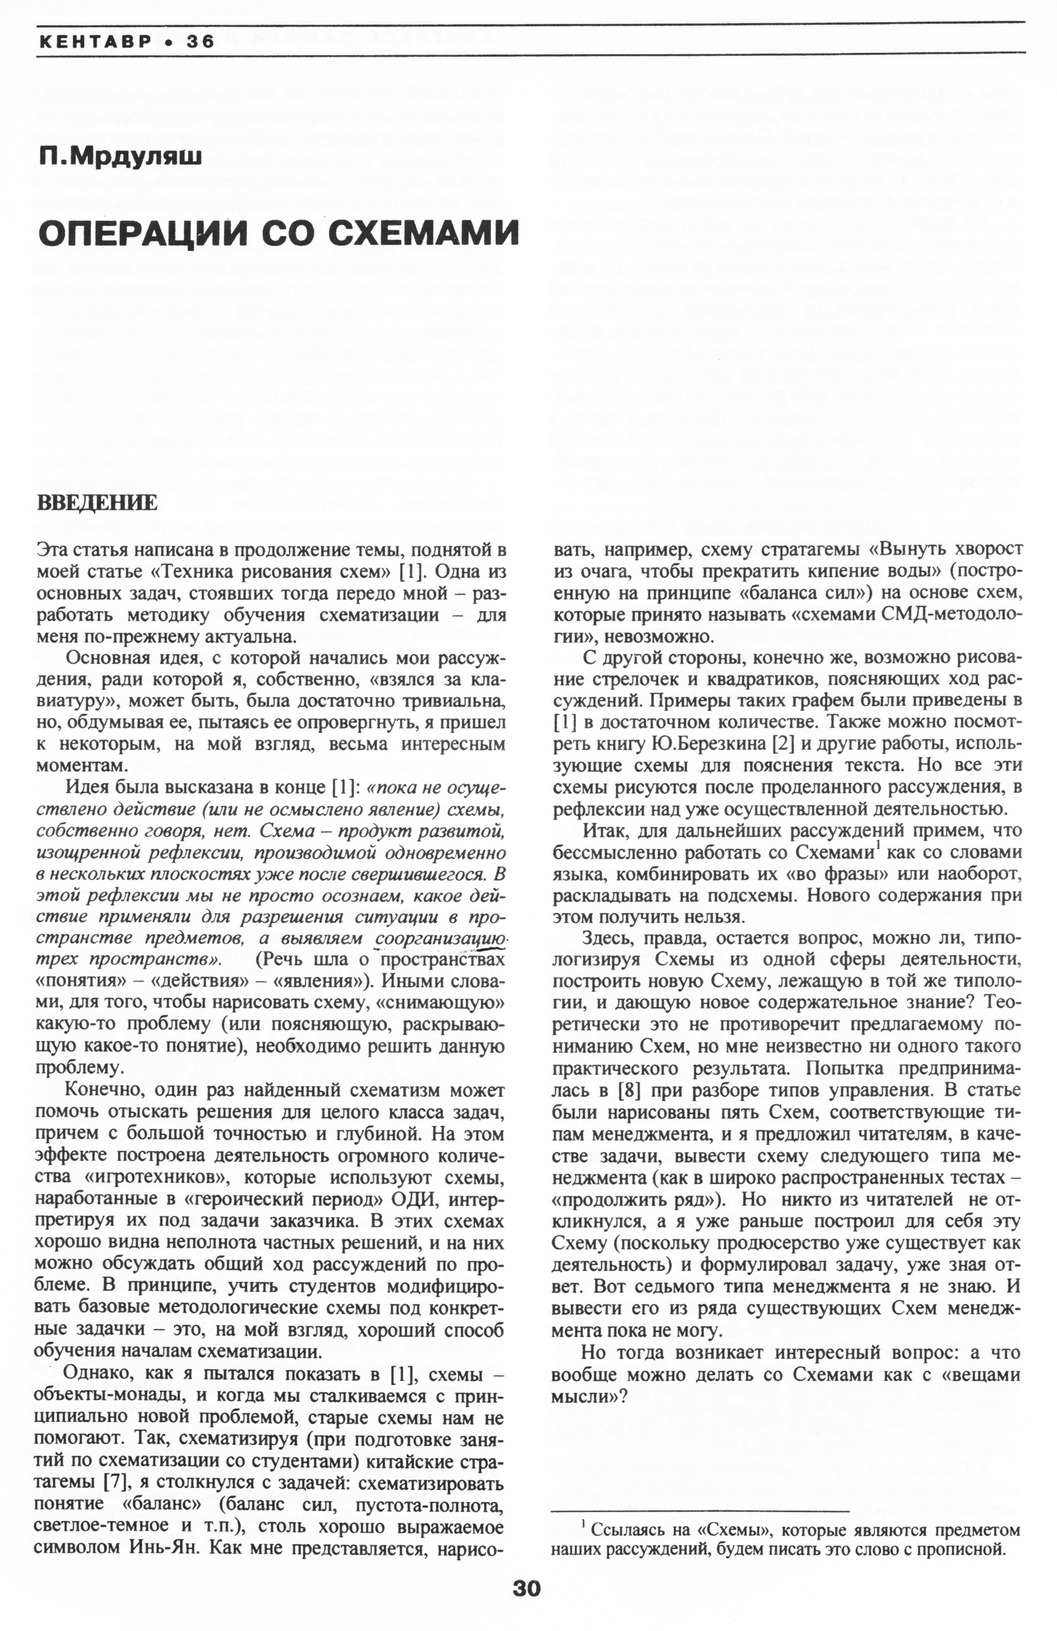 КЕНТАВР • 36
П.Мрдуляш
ОПЕРАЦИИ СО СХЕМАМИ
ВВЕДЕНИЕ
Эта статья написана в продолжение темы, поднятой в
моей статье «Техника рисования схем» [1]. Одна из
основных задач, стоявших тогда передо мной – раз-
работать методику обучения схематизации – для
меня по-прежнему актуальна.
Основная идея, с которой начались мои рассуж-
дения, ради которой я, собственно, «взялся за кла-
виатуру», может быть, была достаточно тривиальна,
но, обдумывая ее, пытаясь ее опровергнуть, я пришел
к некоторым, на мой взгляд, весьма интересным
моментам.
Идея была высказана в конце [1]: «пока не осуще-
ствлено действие (или не осмыслено явление) схемы,
собственно говоря, нет. Схема – продукт развитой,
изощренной рефлексии, производимой одновременно
в нескольких плоскостях уже после свершившегося. В
этой рефлексии мы не просто осознаем, какое дей-
ствие применяли для разрешения ситуации в про-
странстве предметов, а выявляем соорганизацию
трех пространств». (Речь шла о пространствах
«понятия» – «действия» – «явления»). Иными слова-
ми, для того, чтобы нарисовать схему, «снимающую»
какую-то проблему (или поясняющую, раскрываю-
щую какое-то понятие), необходимо решить данную
проблему.
Конечно, один раз найденный схематизм может
помочь отыскать решения для целого класса задач,
причем с большой точностью и глубиной. На этом
эффекте построена деятельность огромного количе-
ства «игротехников», которые используют схемы,
наработанные в «героический период» ОДИ, интер-
претируя их под задачи заказчика. В этих схемах
хорошо видна неполнота частных решений, и на них
можно обсуждать общий ход рассуждений по про-
блеме. В принципе, учить студентов модифициро-
вать базовые методологические схемы под конкрет-
ные задачки – это, на мой взгляд, хороший способ
обучения началам схематизации.
Однако, как я пытался показать в [1], схемы –
объекты-монады, и когда мы сталкиваемся с прин-
ципиально новой проблемой, старые схемы нам не
помогают. Так, схематизируя (при подготовке заня-
тий по схематизации со студентами) китайские стра-
тагемы [7], я столкнулся с задачей: схематизировать
понятие «баланс» (баланс сил, пустота-полнота,
светлое-темное и т.п.), столь хорошо выражаемое
символом Инь-Ян. Как мне представляется, нарисо-
вать, например, схему стратагемы «Вынуть хворост
из очага, чтобы прекратить кипение воды» (постро-
енную на принципе «баланса сил») на основе схем,
которые принято называть «схемами СМД-методоло-
гии», невозможно.
С другой стороны, конечно же, возможно рисова-
ние стрелочек и квадратиков, поясняющих ход рас-
суждений. Примеры таких графем были приведены в
[1] в достаточном количестве. Также можно посмот-
реть книгу Ю.Березкина [2] и другие работы, исполь-
зующие схемы для пояснения текста. Но все эти
схемы рисуются после проделанного рассуждения, в
рефлексии над уже осуществленной деятельностью.
Итак, для дальнейших рассуждений примем, что
бессмысленно работать со Схемами¹ как со словами
языка, комбинировать их «во фразы» или наоборот,
раскладывать на подсхемы. Нового содержания при
этом получить нельзя.
Здесь, правда, остается вопрос, можно ли, типо-
логизируя Схемы из одной сферы деятельности,
построить новую Схему, лежащую в той же типоло-
гии, и дающую новое содержательное знание? Тео-
ретически это не противоречит предлагаемому по-
ниманию Схем, но мне неизвестно ни одного такого
практического результата. Попытка предпринима-
лась в [8] при разборе типов управления. В статье
были нарисованы пять Схем, соответствующие ти-
пам менеджмента, и я предложил читателям, в каче-
стве задачи, вывести схему следующего типа ме-
неджмента (как в широко распространенных тестах –
«продолжить ряд»). Но никто из читателей не от-
кликнулся, а я уже раньше построил для себя эту
Схему (поскольку продюсерство уже существует как
деятельность) и формулировал задачу, уже зная от-
вет. Вот седьмого типа менеджмента я не знаю. И
вывести его из ряда существующих Схем менедж-
мента пока не могу.
Но тогда возникает интересный вопрос: а что
вообще можно делать со Схемами как с «вещами
мысли»?
¹ Ссылаясь на «Схемы», которые являются предметом
наших рассуждений, будем писать это слово с прописной.
30